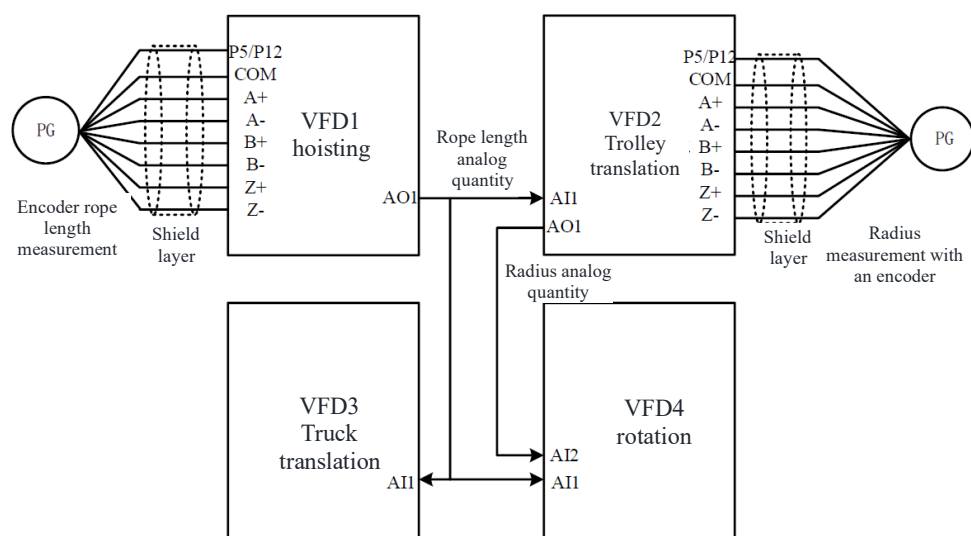 PG
Encoder rope
length
measurement
Shield
layer
P5/P12
COM
A+
A-
B+
B-
Z+
Z-
VFD1
hoisting
AO1
Rope length
analog
quantity
VFD2
Trolley
translation
AI1
AO1
P5/P12
COM
A+
A-
B+
B-
Z+
Z-
Shield
layer
PG
Radius
measurement with
an encoder
Radius analog
quantity
VFD3
Truck
translation
AI1
VFD4
rotation
AI2
AI1